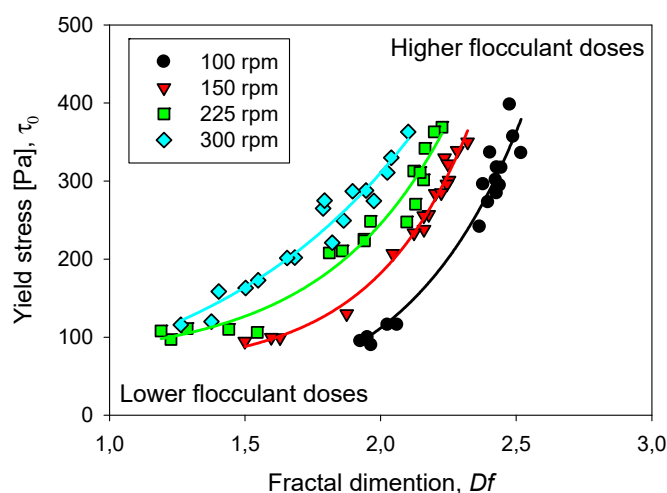 500
400
300
200
100
0
Yield stress [Pa], τ0
100 rpm
150 rpm
225 rpm
300 rpm
Higher flocculant doses
Lower flocculant doses
1,0
1,5
2,0
2,5
3,0
Fractal dimention, Df